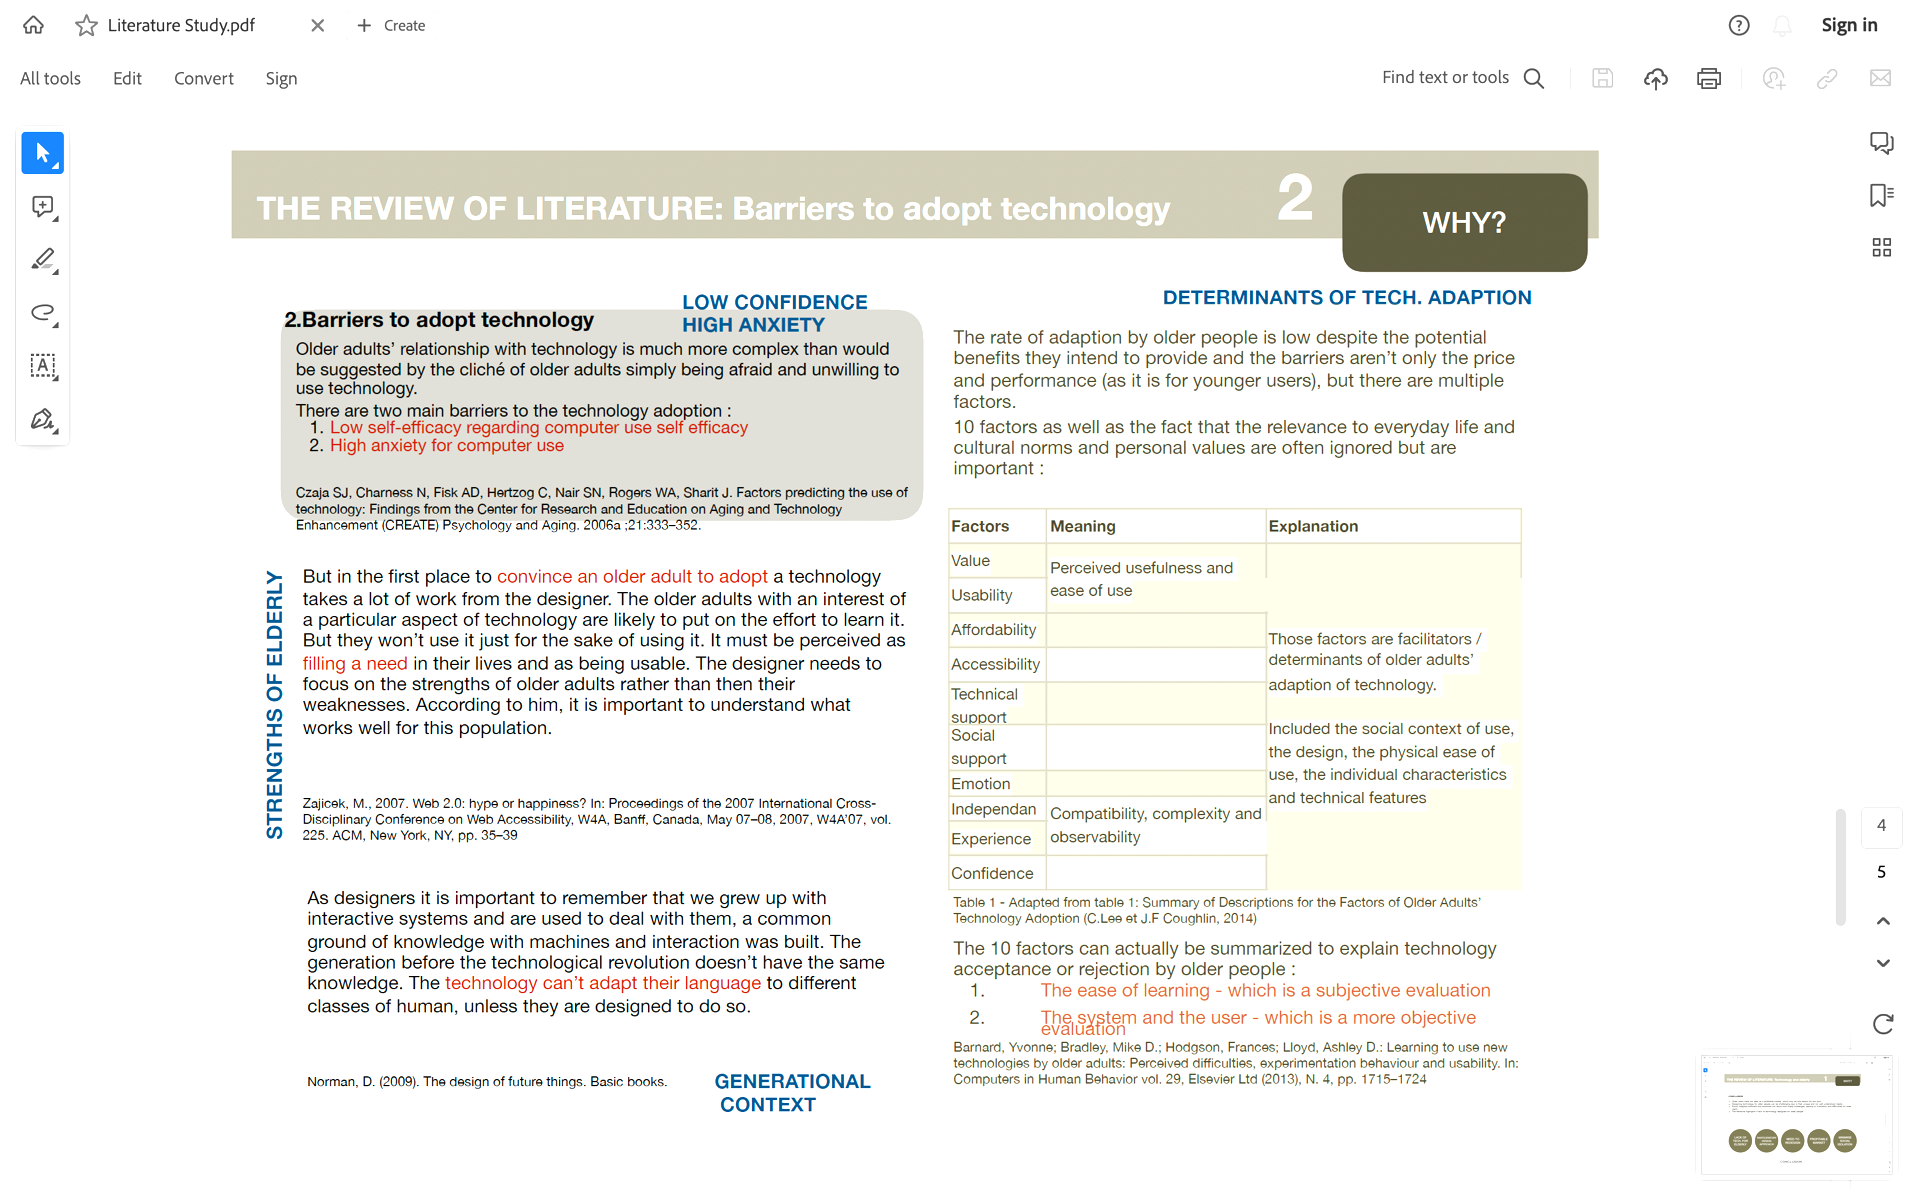 Literature Study.pdf
Create
Sign in
All tools
Edit
Convert
Sign
Find text or tools
THE REVIEW OF LITERATURE: Barriers to adopt technology
2
WHY?
LOW CONFIDENCE
HIGH ANXIETY
2.Barriers to adopt technology
Older adults' relationship with technology is much more complex than would
be suggested by the cliché of older adults simply being afraid and unwilling to
use technology.
There are two main barriers to the technology adoption :
1. Low self-efficacy regarding computer use self efficacy
2. High anxiety for computer use
Czaja SJ, Charness N, Fisk AD, Hertzog C, Nair SN, Rogers WA, Sharit J. Factors predicting the use of
technology: Findings from the Center for Research and Education on Aging and Technology
Enhancement (CREATE) Psychology and Aging. 2006a ;21:333–352.
STRENGTHS OF ELDERLY
But in the first place to convince an older adult to adopt a technology
takes a lot of work from the designer. The older adults with an interest of
a particular aspect of technology are likely to put on the effort to learn it.
But they won't use it just for the sake of using it. It must be perceived as
filling a need in their lives and as being usable. The designer needs to
focus on the strengths of older adults rather than then their
weaknesses. According to him, it is important to understand what
works well for this population.
Zajicek, M., 2007. Web 2.0: hype or happiness? In: Proceedings of the 2007 International Cross-
Disciplinary Conference on Web Accessibility, W4A, Banff, Canada, May 07–08, 2007, W4A'07, vol.
225. ACM, New York, NY, pp. 35–39
As designers it is important to remember that we grew up with
interactive systems and are used to deal with them, a common
ground of knowledge with machines and interaction was built. The
generation before the technological revolution doesn't have the same
knowledge. The technology can't adapt their language to different
classes of human, unless they are designed to do so.
Norman, D. (2009). The design of future things. Basic books.
GENERATIONAL
CONTEXT
DETERMINANTS OF TECH. ADAPTION
The rate of adaption by older people is low despite the potential
benefits they intend to provide and the barriers aren't only the price
and performance (as it is for younger users), but there are multiple
factors.
10 factors as well as the fact that the relevance to everyday life and
cultural norms and personal values are often ignored but are
important :
Factors
Meaning
Explanation
Value
Usability
Perceived usefulness and
ease of use
Affordability
Accessibility
Technical
support
Social
support
Emotion
Independan
Experience
Compatibility, complexity and
observability
Confidence
Those factors are facilitators /
determinants of older adults'
adaption of technology.
Included the social context of use,
the design, the physical ease of
use, the individual characteristics
and technical features
Table 1 - Adapted from table 1: Summary of Descriptions for the Factors of Older Adults'
Technology Adoption (C.Lee et J.F Coughlin, 2014)
The 10 factors can actually be summarized to explain technology
acceptance or rejection by older people :
1. The ease of learning - which is a subjective evaluation
2. The system and the user - which is a more objective
evaluation
Barnard, Yvonne; Bradley, Mike D.; Hodgson, Frances; Lloyd, Ashley D.: Learning to use new
technologies by older adults: Perceived difficulties, experimentation behaviour and usability. In:
Computers in Human Behavior vol. 29, Elsevier Ltd (2013), N. 4, pp. 1715–1724
4
5